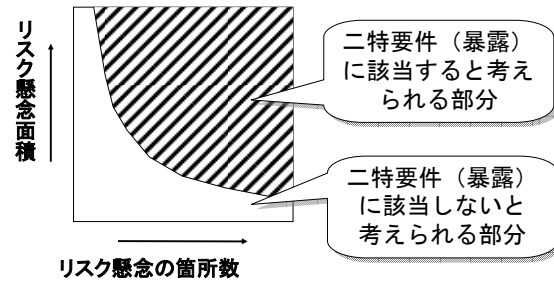 リスク懸念面積
二特要件（暴露）
に該当すると考え
られる部分
二特要件（暴露）
に該当しないと
考えられる部分
リスク懸念の箇所数